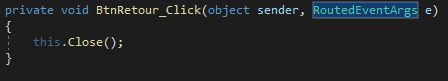 private void BtnRetour_Click(object sender, RoutedEventArgs e)
{
    this.Close();
}